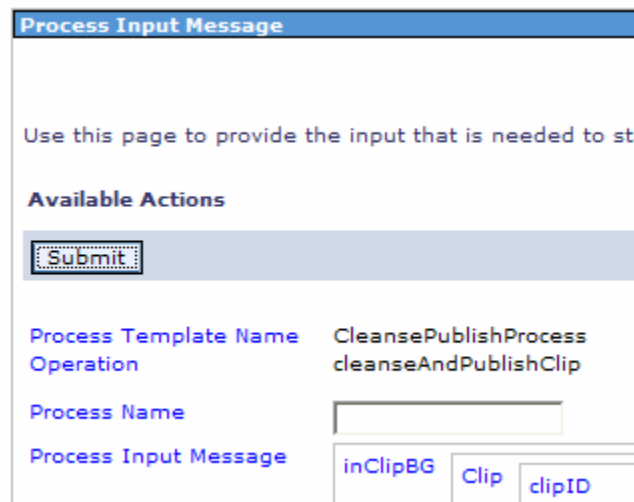 Process Input Message
Use this page to provide the input that is needed to st
Available Actions
Submit
Process Template Name CleansePublishProcess
Operation cleanseAndPublishClip
Process Name
Process Input Message inClipBG Clip clipID